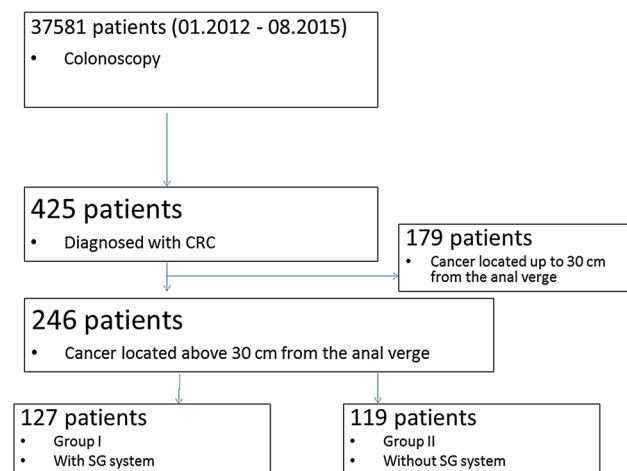 37581 patients (01.2012 - 08.2015)
• Colonoscopy
425 patients
• Diagnosed with CRC
179 patients
• Cancer located up to 30 cm
from the anal verge
246 patients
• Cancer located above 30 cm from the anal verge
127 patients
• Group I
• With SG system
119 patients
• Group II
• Without SG system